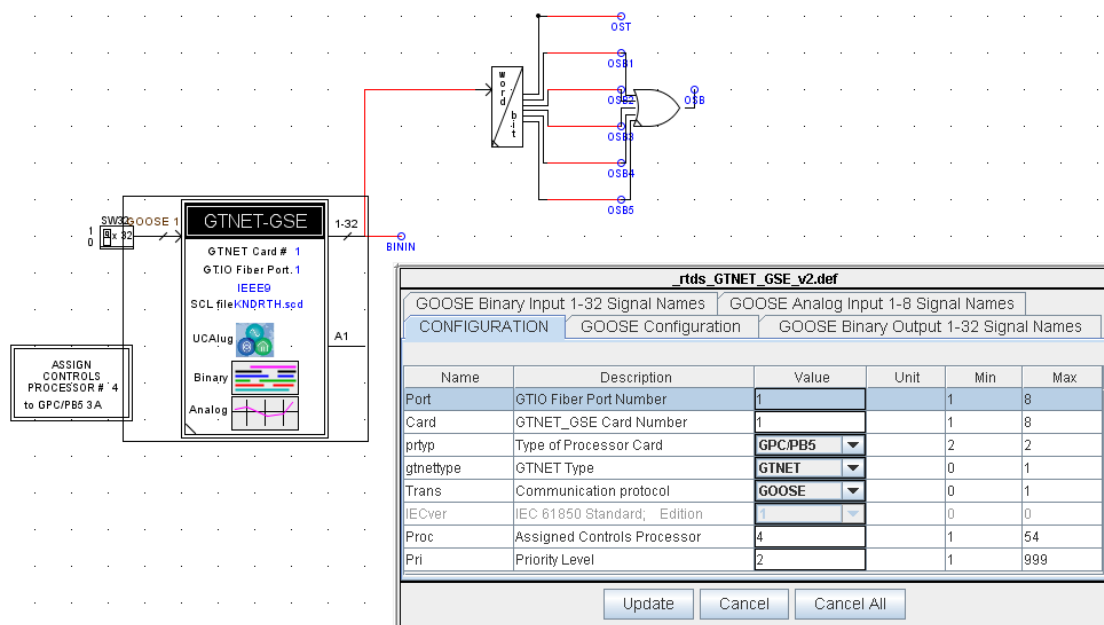 OST
OSB1
OSB2
OSB
OSB3
OSB4
OSB5
word
bit
SW32
GOOSE 1
1
0
x 32
GTNET-GSE
1-32
BININ
GTNET Card # 1
GTIO Fiber Port. 1
IEEE9
SCL file KNDRTH.scd
UCAIug
A1
Binary
Analog
ASSIGN
CONTROLS
PROCESSOR # 4
to GPC/PB5 3A
_rtds_GTNET_GSE_v2.def
GOOSE Binary Input 1-32 Signal Names GOOSE Analog Input 1-8 Signal Names
CONFIGURATION GOOSE Configuration GOOSE Binary Output 1-32 Signal Names
Name Description Value Unit Min Max
Port GTIO Fiber Port Number 1 1 8
Card GTNET_GSE Card Number 1 1 8
prtyp Type of Processor Card GPC/PB5 2 2
gtnettype GTNET Type GTNET 0 1
Trans Communication protocol GOOSE 0 1
IECver IEC 61850 Standard; Edition 1 0 0
Proc Assigned Controls Processor 4 1 54
Pri Priority Level 2 1 999
Update Cancel Cancel All